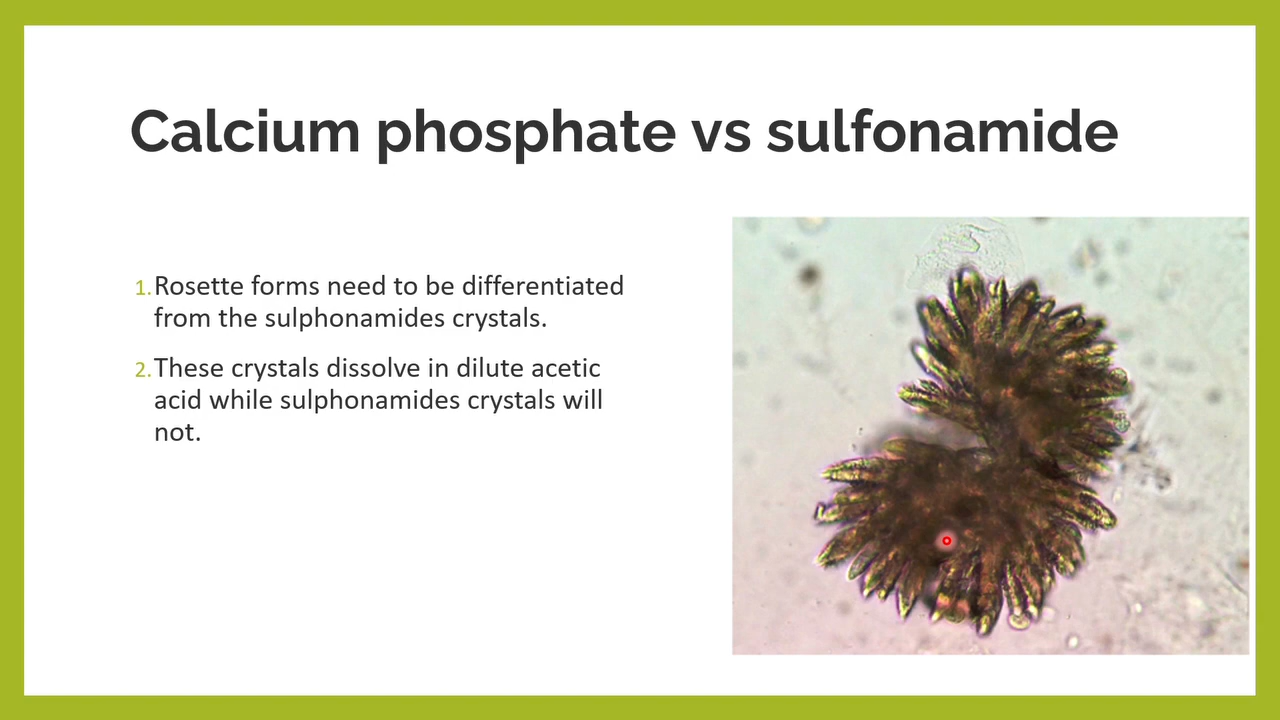 Calcium phosphate vs sulfonamide
1. Rosette forms need to be differentiated
from the sulphonamides crystals.
2. These crystals dissolve in dilute acetic
acid while sulphonamides crystals will
not.